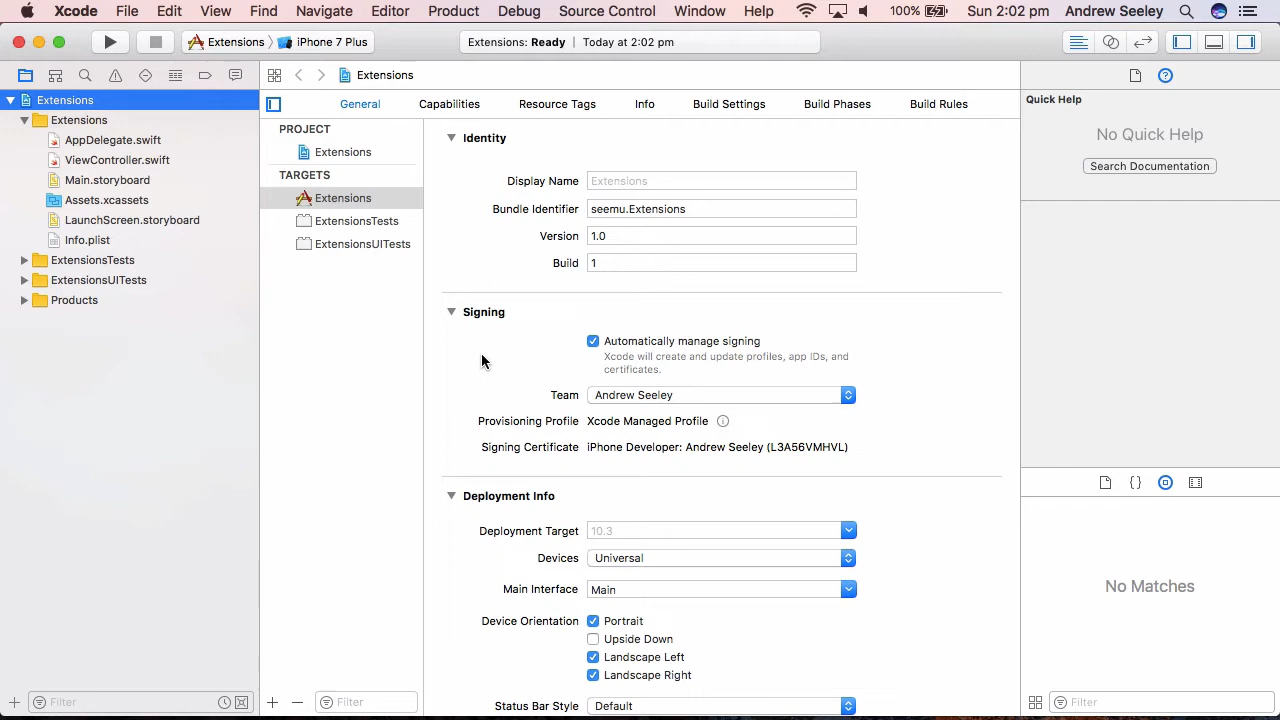 Xcode File Edit View Find Navigate Editor Product Debug Source Control Window Help 100% Sun 2:02 pm Andrew Seeley
Extensions iPhone 7 Plus Extensions: Ready | Today at 2:02 pm
Extensions
Extensions
AppDelegate.swift
ViewController.swift
Main.storyboard
Assets.xcassets
LaunchScreen.storyboard
Info.plist
ExtensionsTests
ExtensionsUITests
Products
Filter
Extensions
General Capabilities Resource Tags Info Build Settings Build Phases Build Rules
PROJECT
Extensions
TARGETS
Extensions
ExtensionsTests
ExtensionsUITests
Filter
Identity
Display Name Extensions
Bundle Identifier seemu.Extensions
Version 1.0
Build 1
Signing
Automatically manage signing
Xcode will create and update profiles, app IDs, and
certificates.
Team Andrew Seeley
Provisioning Profile Xcode Managed Profile
Signing Certificate iPhone Developer: Andrew Seeley (L3A56VMHVL)
Deployment Info
Deployment Target 10.3
Devices Universal
Main Interface Main
Device Orientation Portrait
Upside Down
Landscape Left
Landscape Right
Status Bar Style Default
Quick Help
No Quick Help
Search Documentation
{ }
No Matches
Filter